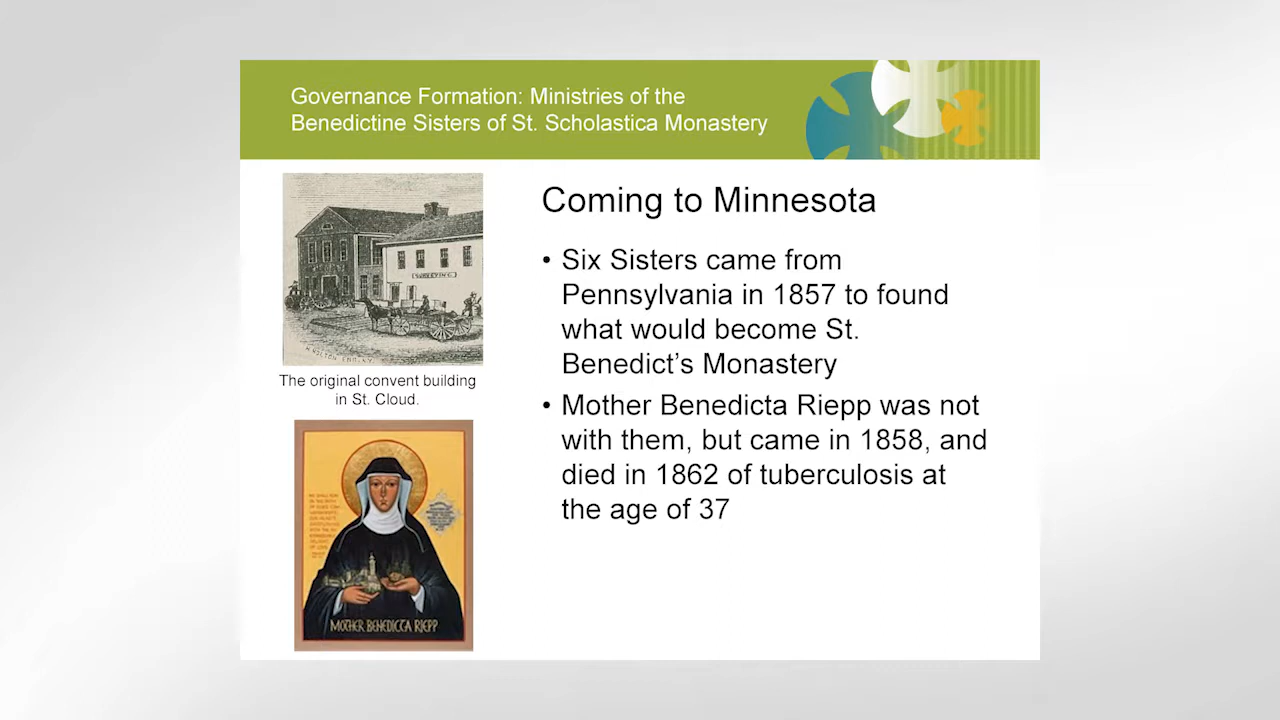 Governance Formation: Ministries of the
Benedictine Sisters of St. Scholastica Monastery
The original convent building
in St. Cloud.
MOTHER BENEDICTA RIEPP
Coming to Minnesota
• Six Sisters came from
Pennsylvania in 1857 to found
what would become St.
Benedict’s Monastery
• Mother Benedicta Riepp was not
with them, but came in 1858, and
died in 1862 of tuberculosis at
the age of 37